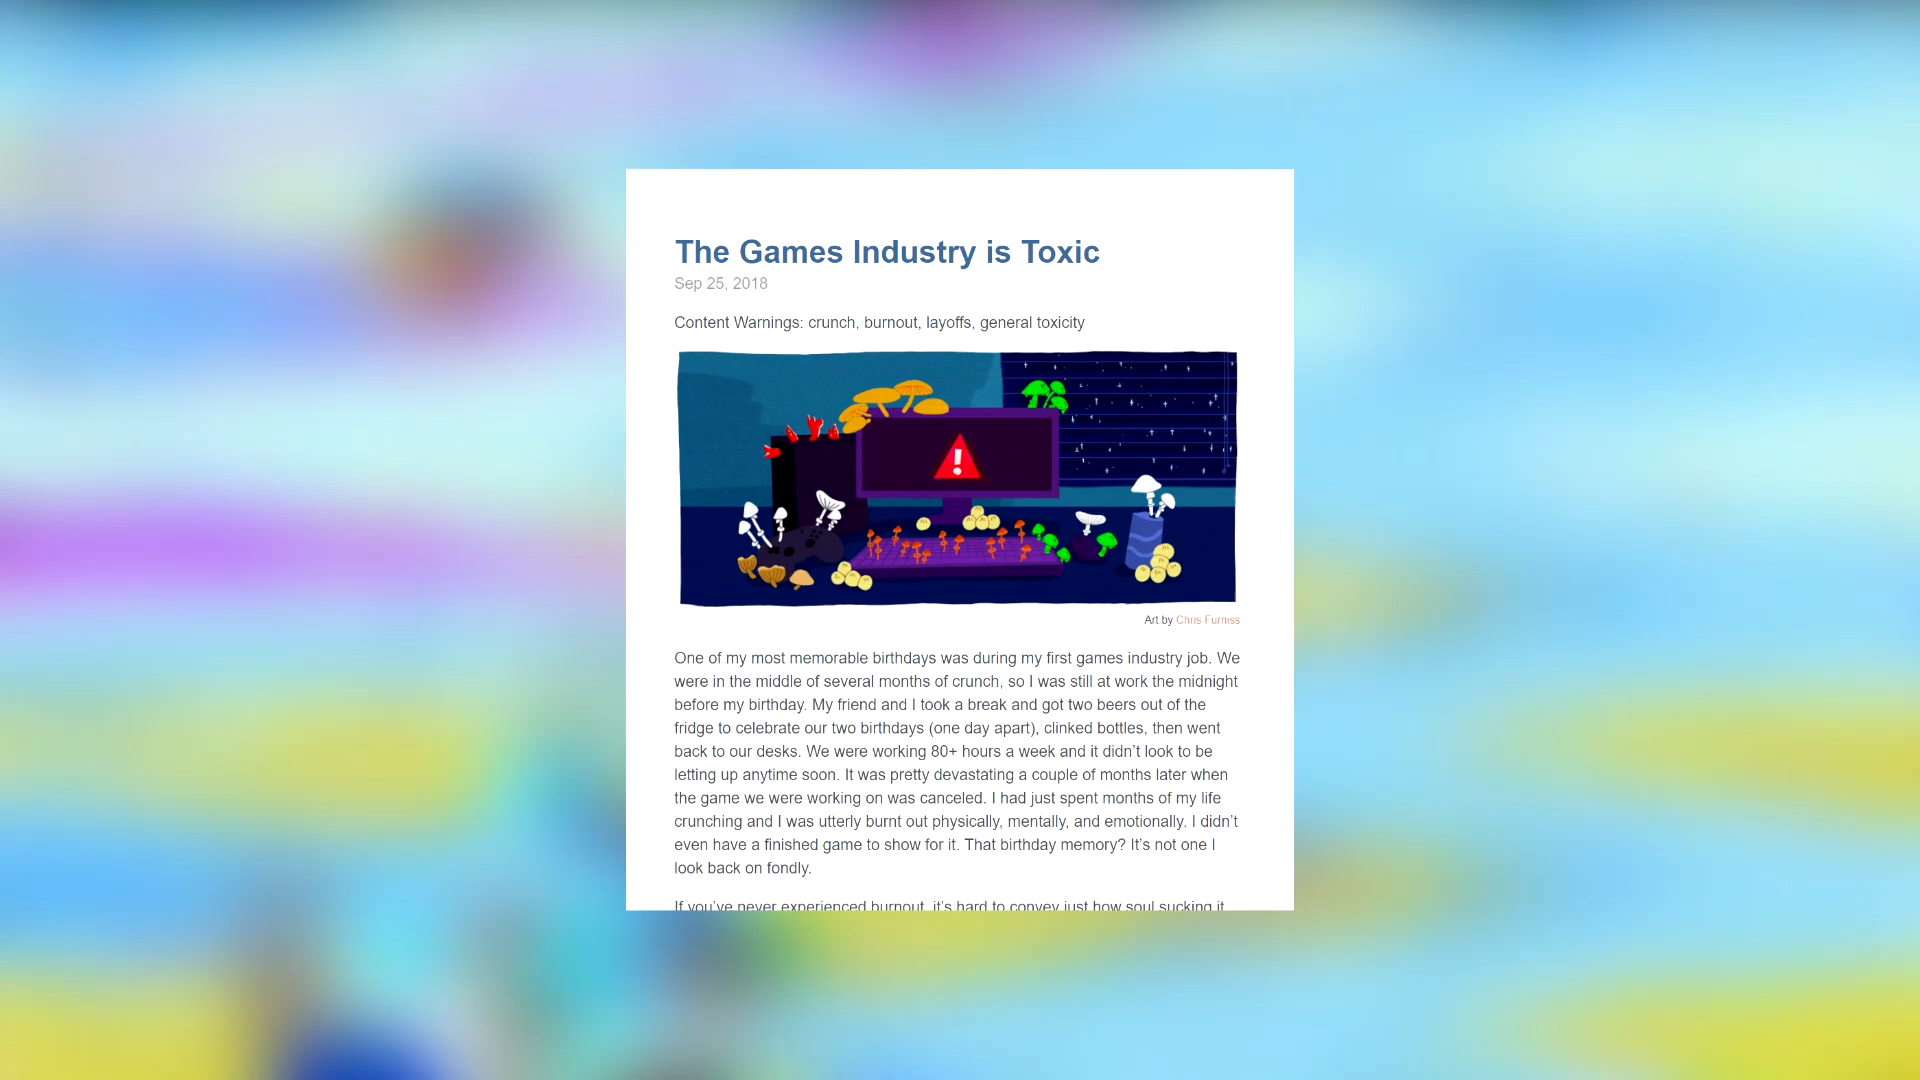 The Games Industry is Toxic
Sep 25, 2018
Content Warnings: crunch, burnout, layoffs, general toxicity
Art by Chris Furniss
One of my most memorable birthdays was during my first games industry job. We
were in the middle of several months of crunch, so I was still at work the midnight
before my birthday. My friend and I took a break and got two beers out of the
fridge to celebrate our two birthdays (one day apart), clinked bottles, then went
back to our desks. We were working 80+ hours a week and it didn’t look to be
letting up anytime soon. It was pretty devastating a couple of months later when
the game we were working on was canceled. I had just spent months of my life
crunching and I was utterly burnt out physically, mentally, and emotionally. I didn’t
even have a finished game to show for it. That birthday memory? It’s not one I
look back on fondly.
If you’ve never experienced burnout, it’s hard to convey just how soul sucking it